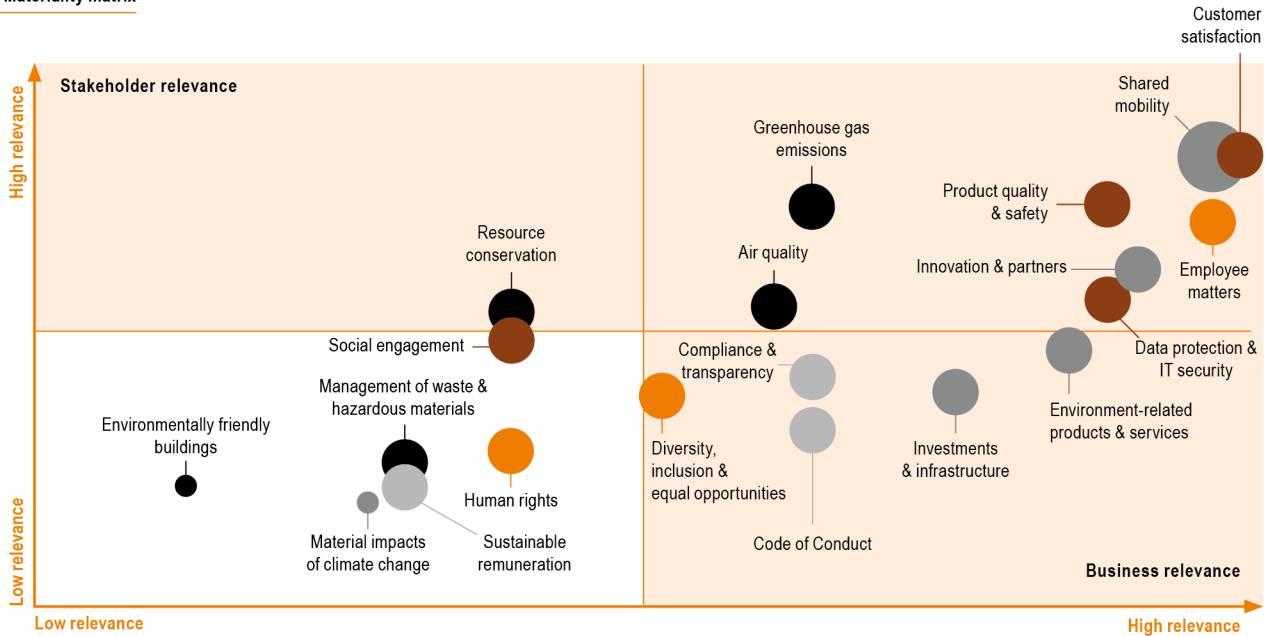 Materiality matrix
Customer
satisfaction
Stakeholder relevance
Shared
mobility
High relevance
Greenhouse gas
emissions
Product quality
& safety
Resource
conservation
Air quality
Innovation & partners
Employee
matters
Social engagement
Compliance &
transparency
Data protection &
IT security
Management of waste &
hazardous materials
Environmentally friendly
buildings
Environment-related
products & services
Diversity,
inclusion &
equal opportunities
Investments
& infrastructure
Human rights
Low relevance
Material impacts
of climate change
Sustainable
remuneration
Code of Conduct
Business relevance
Low relevance
High relevance